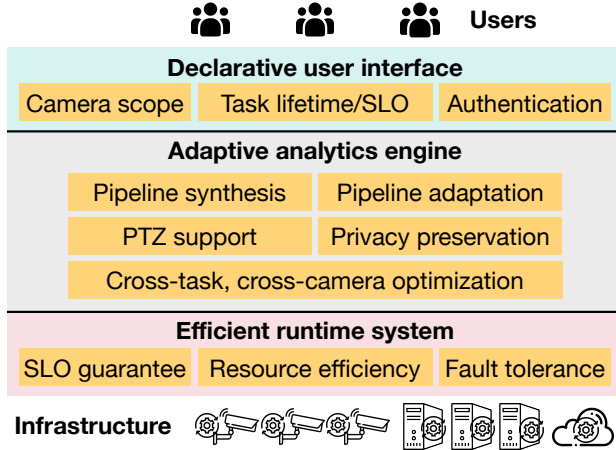 Users
Declarative user interface
Camera scope Task lifetime/SLO Authentication
Adaptive analytics engine
Pipeline synthesis Pipeline adaptation
PTZ support Privacy preservation
Cross-task, cross-camera optimization
Efficient runtime system
SLO guarantee Resource efficiency Fault tolerance
Infrastructure